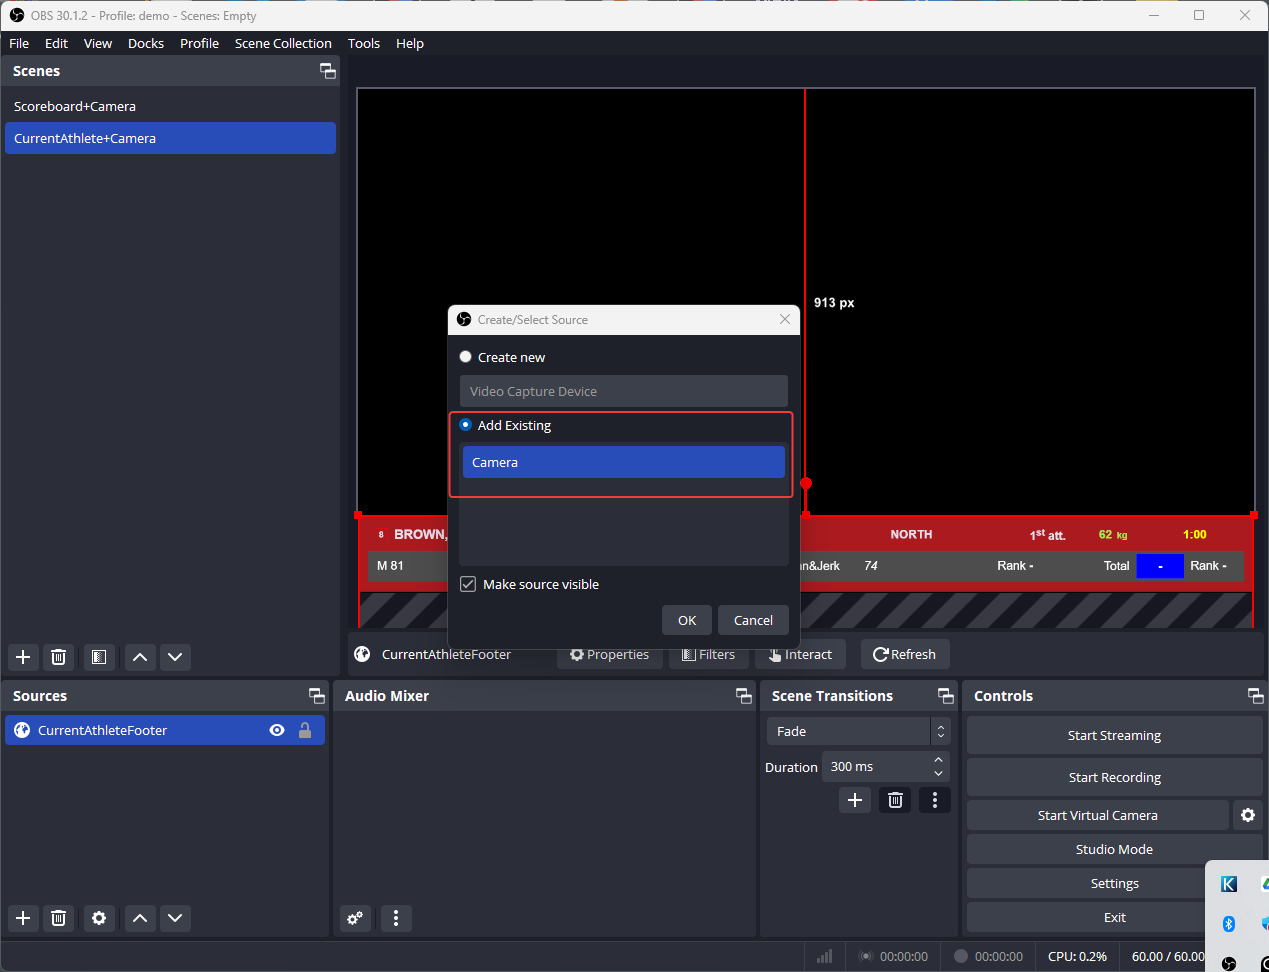 OBS 30.1.2 - Profile: demo - Scenes: Empty
File Edit View Docks Profile Scene Collection Tools Help
Scenes
Scoreboard+Camera
CurrentAthlete+Camera
913 px
Create/Select Source
Create new
Video Capture Device
Add Existing
Camera
Make source visible
OK Cancel
8 BROWN, NORTH 1st att. 62 kg 1:00
M 81 n&Jerk 74 Rank - Total - Rank -
CurrentAthleteFooter Properties Filters Interact Refresh
Sources
CurrentAthleteFooter
Audio Mixer
Scene Transitions
Fade
Duration 300 ms
Controls
Start Streaming
Start Recording
Start Virtual Camera
Studio Mode
Settings
Exit
00:00:00 00:00:00 CPU: 0.2% 60.00 / 60.00